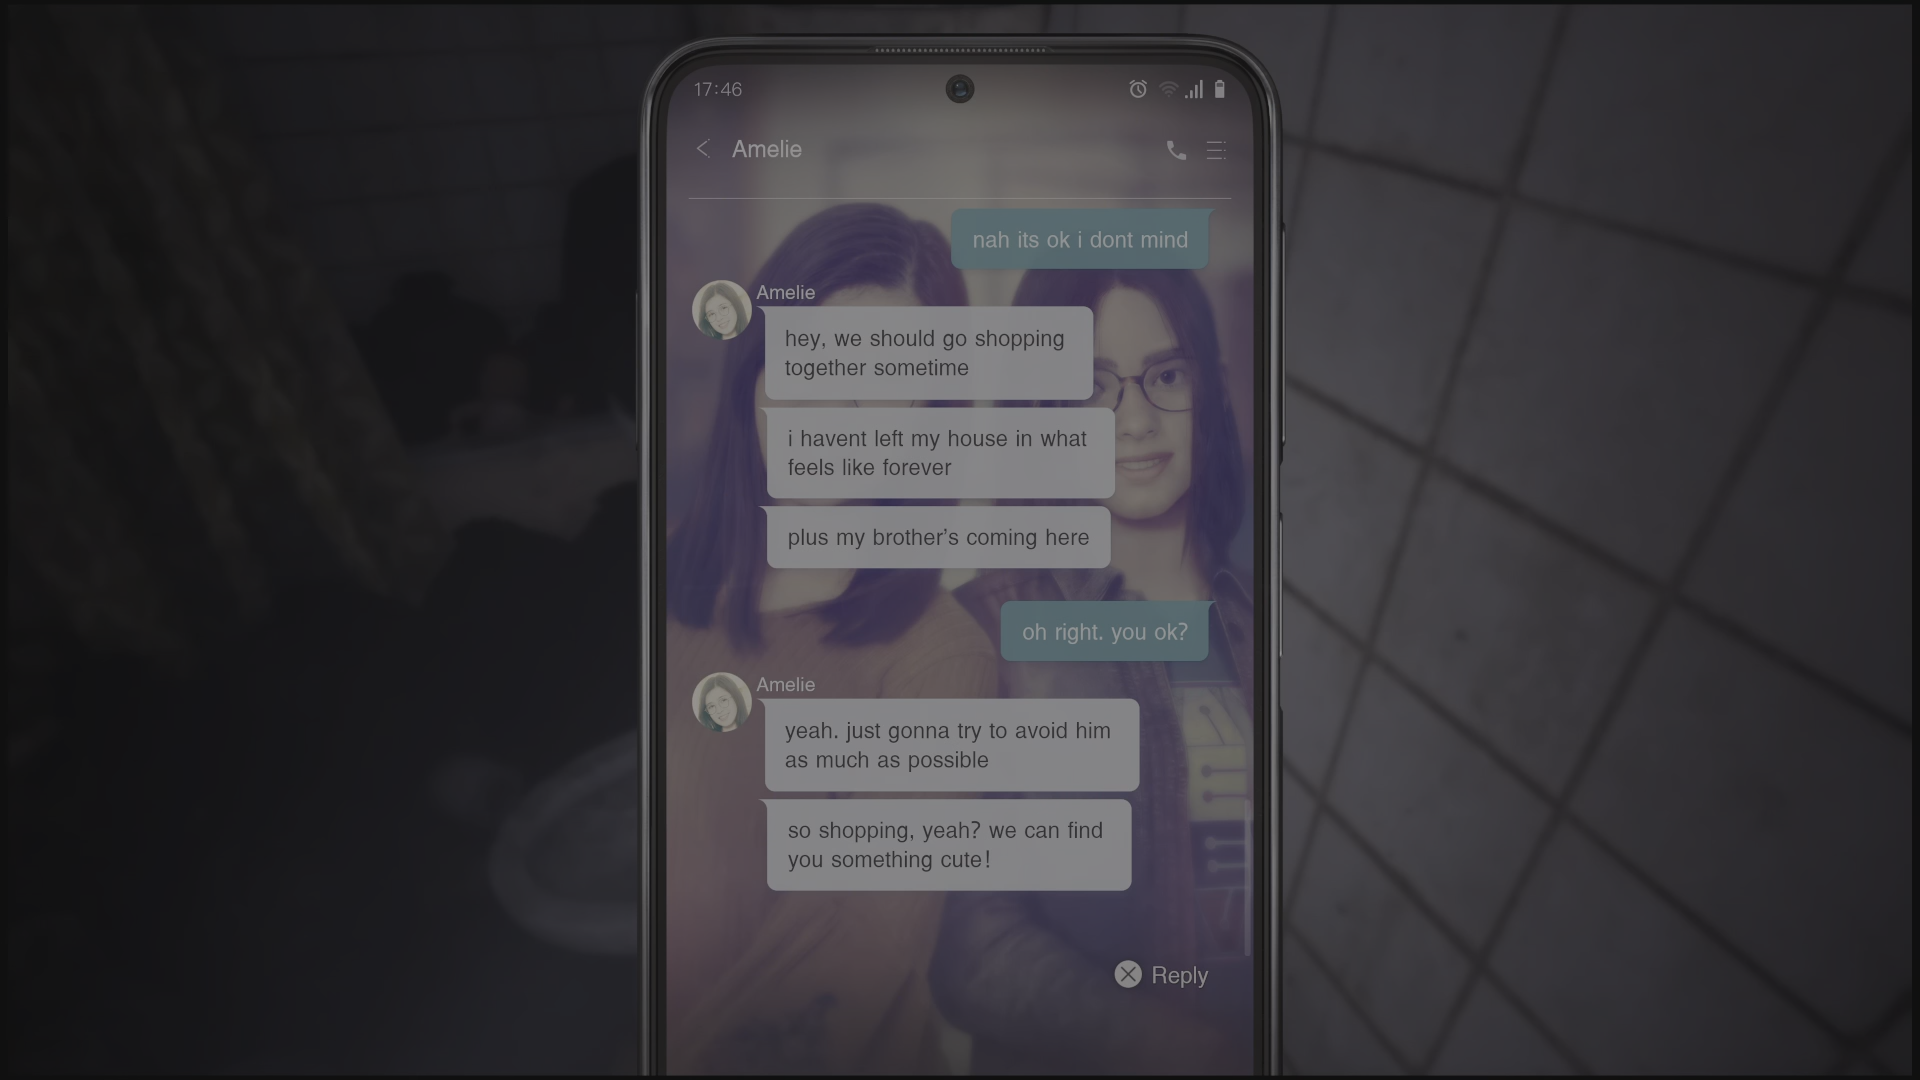 17:46
Amelie
nah its ok i dont mind
Amelie
hey, we should go shopping
together sometime
i havent left my house in what
feels like forever
plus my brother’s coming here
oh right. you ok?
Amelie
yeah. just gonna try to avoid him
as much as possible
so shopping, yeah? we can find
you something cute!
Reply